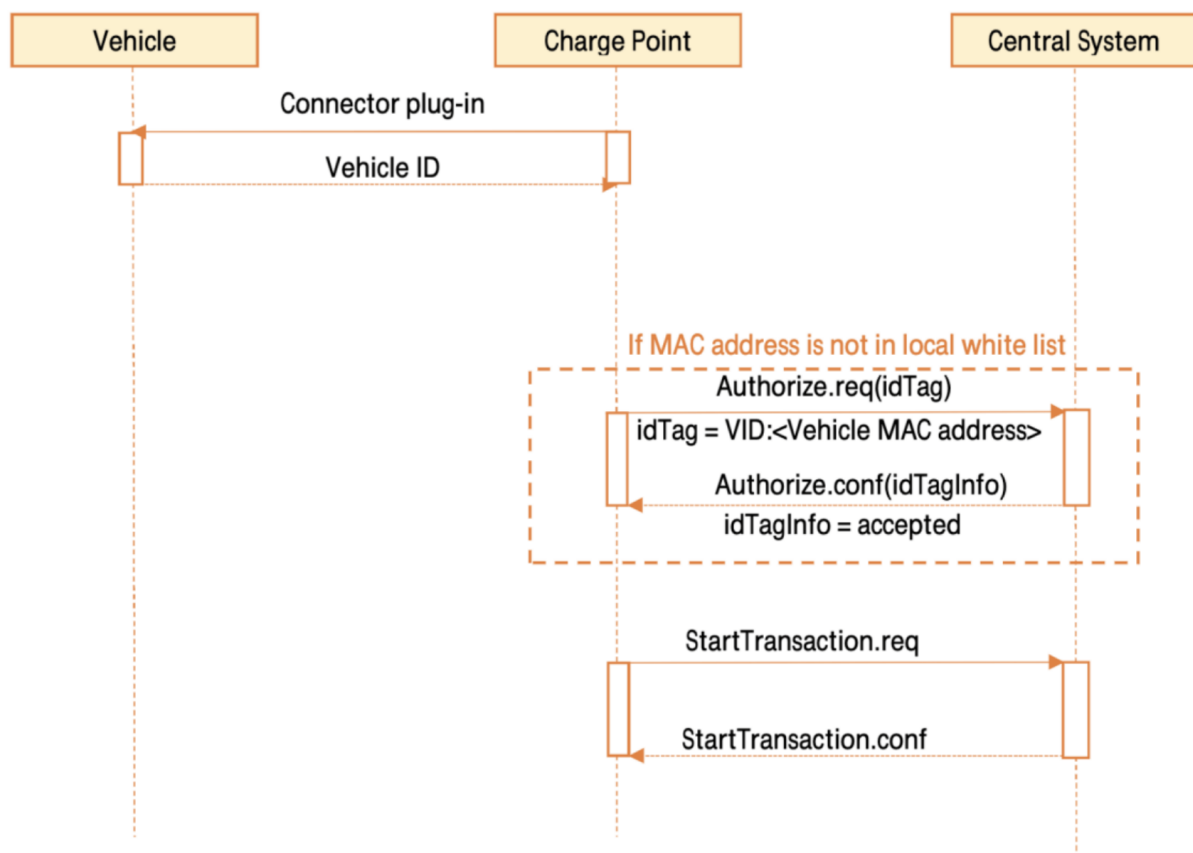 Vehicle
Charge Point
Central System
Connector plug-in
Vehicle ID
If MAC address is not in local white list
Authorize.req(idTag)
idTag = VID:<Vehicle MAC address>
Authorize.conf(idTagInfo)
idTagInfo = accepted
StartTransaction.req
StartTransaction.conf